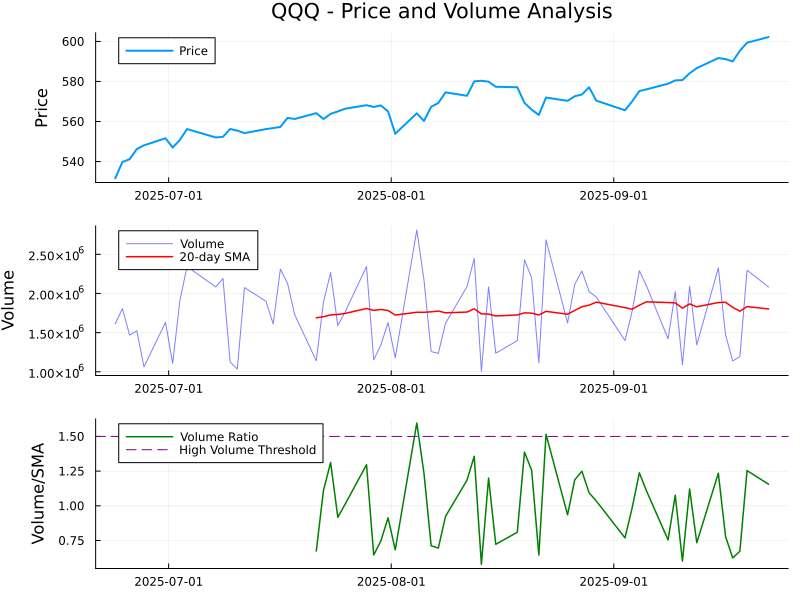 QQQ - Price and Volume Analysis
Price
600
580
560
540
Price
2025-07-01 2025-08-01 2025-09-01
Volume
20-day SMA
2.50×10⁶
2.00×10⁶
1.50×10⁶
1.00×10⁶
Volume
2025-07-01 2025-08-01 2025-09-01
Volume Ratio
High Volume Threshold
1.50
1.25
1.00
0.75
Volume/SMA
2025-07-01 2025-08-01 2025-09-01